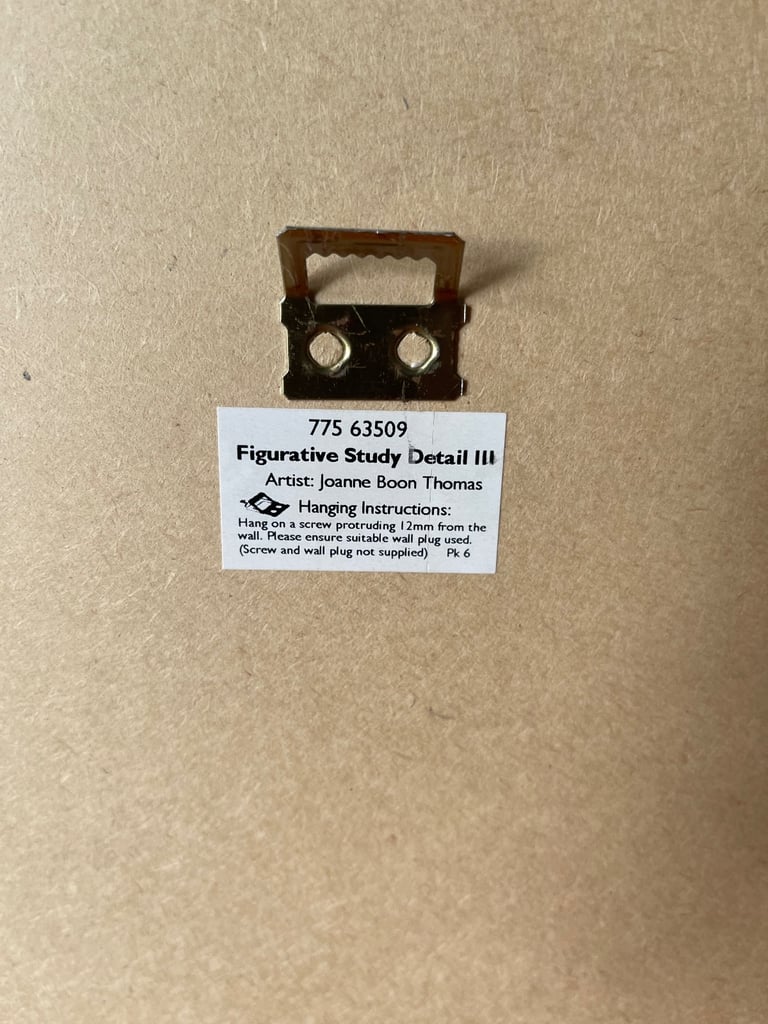 775 63509
Figurative Study Detail III
Artist: Joanne Boon Thomas
Hanging Instructions:
Hang on a screw protruding 12mm from the
wall. Please ensure suitable wall plug used.
(Screw and wall plug not supplied) Pk 6